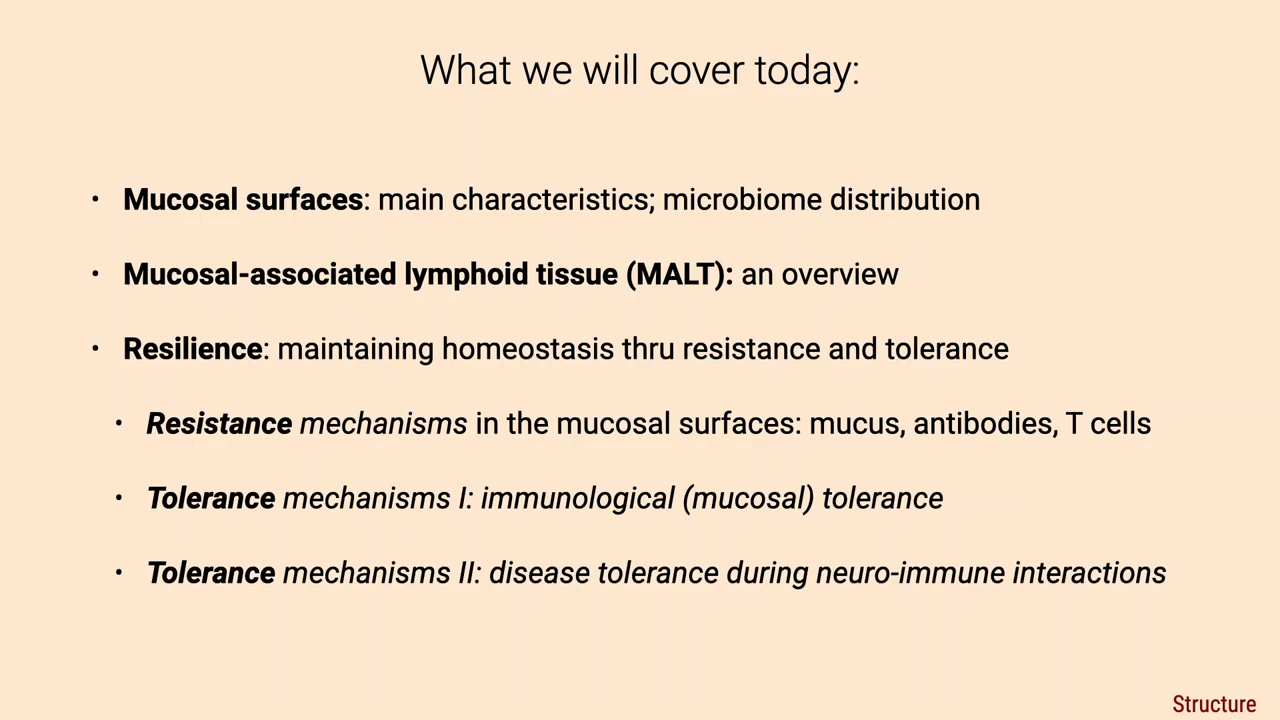 What we will cover today:
• Mucosal surfaces: main characteristics; microbiome distribution
• Mucosal-associated lymphoid tissue (MALT): an overview
• Resilience: maintaining homeostasis thru resistance and tolerance
• Resistance mechanisms in the mucosal surfaces: mucus, antibodies, T cells
• Tolerance mechanisms I: immunological (mucosal) tolerance
• Tolerance mechanisms II: disease tolerance during neuro-immune interactions
Structure